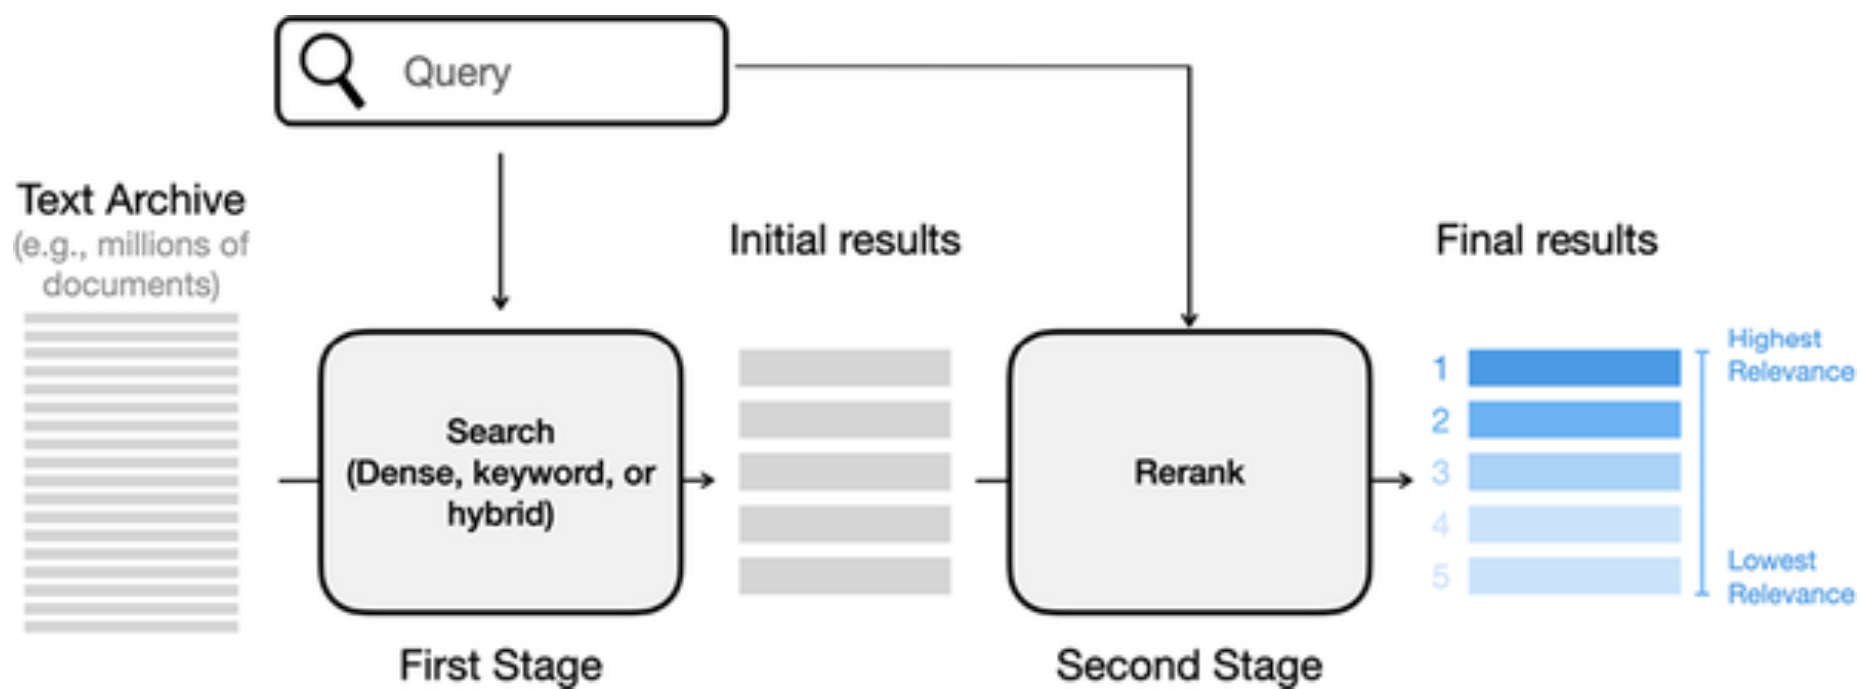 Query
Text Archive
(e.g., millions of
documents)
Initial results
Final results
Search
(Dense, keyword, or
hybrid)
Rerank
1
2
3
4
5
Highest
Relevance
Lowest
Relevance
First Stage
Second Stage